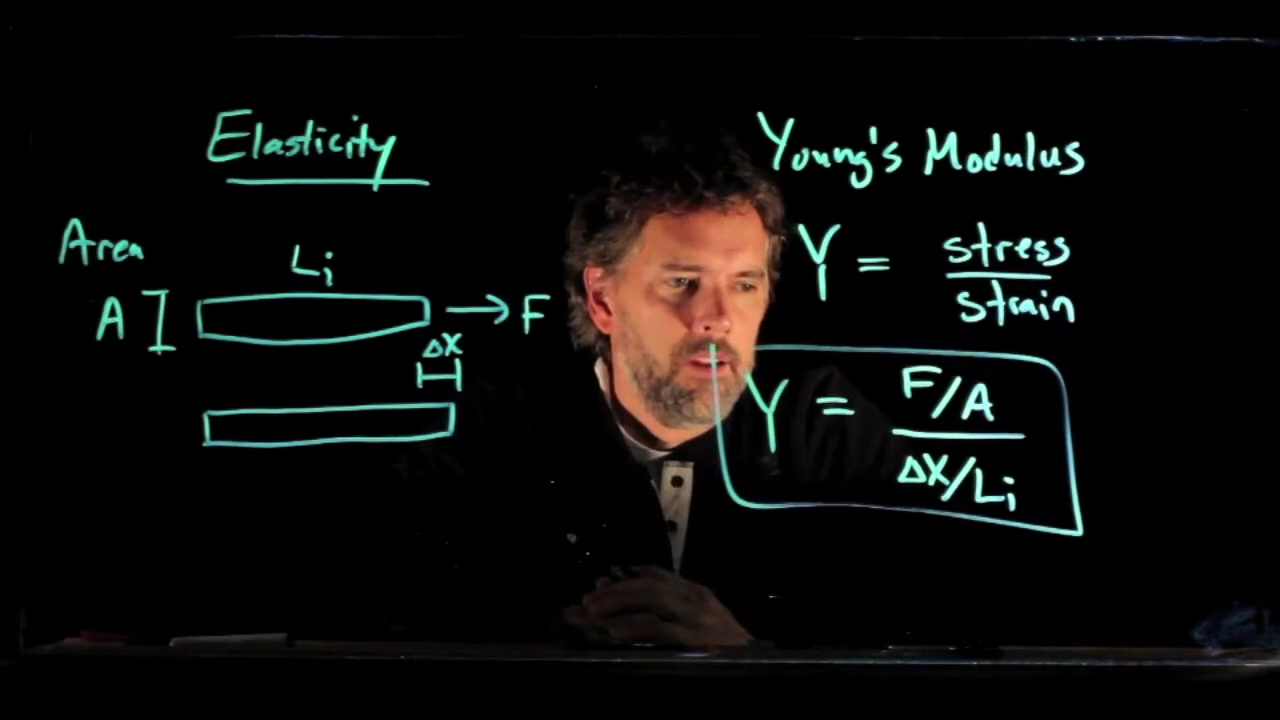 Elasticity
Area
Li
A
F
ΔX
Young's Modulus
Y = stress
strain
Y = F/A
ΔX/Li